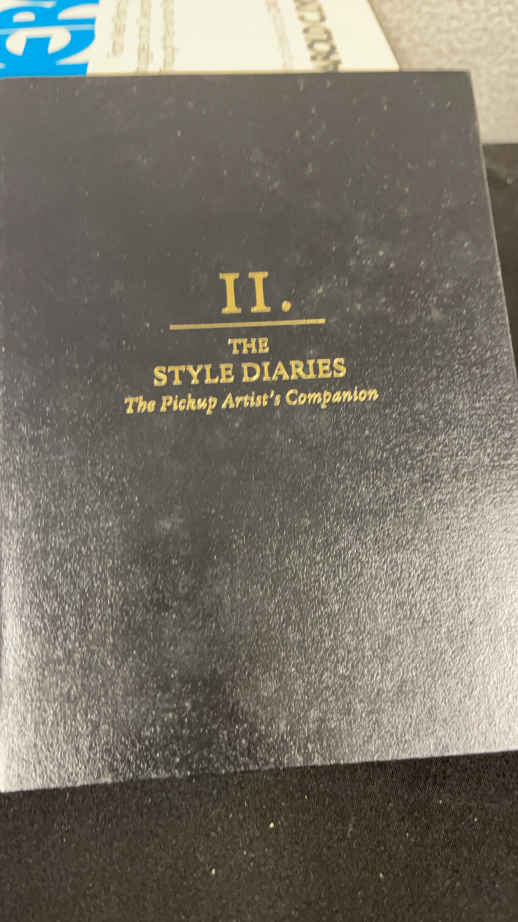 II.
THE
STYLE DIARIES
The Pickup Artist's Companion